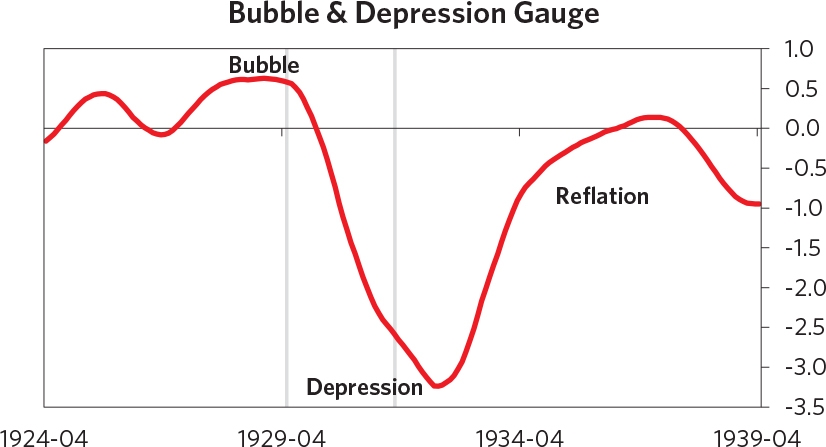 Bubble & Depression Gauge
Bubble
Depression
Reflation
1.0
0.5
0.0
-0.5
-1.0
-1.5
-2.0
-2.5
-3.0
-3.5
1924-04 1929-04 1934-04 1939-04